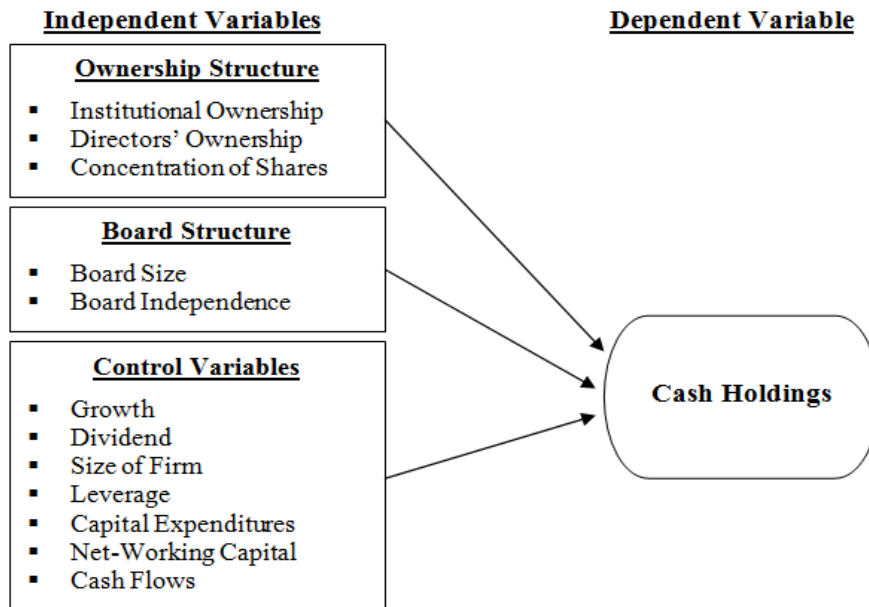 Independent Variables
Dependent Variable
Ownership Structure
▪ Institutional Ownership
▪ Directors’ Ownership
▪ Concentration of Shares
Board Structure
▪ Board Size
▪ Board Independence
Control Variables
▪ Growth
▪ Dividend
▪ Size of Firm
▪ Leverage
▪ Capital Expenditures
▪ Net-Working Capital
▪ Cash Flows
Cash Holdings